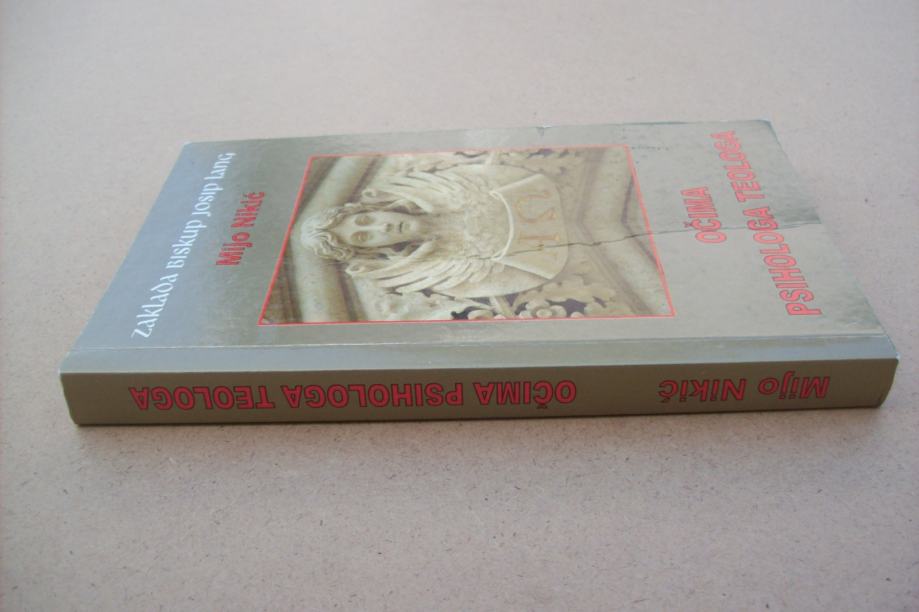 Zaklada Biskup Josip Lang
Mijo Nikić
OČIMA
PSIHOLOGA TEOLOGA
Mijo Nikić OČIMA PSIHOLOGA TEOLOGA